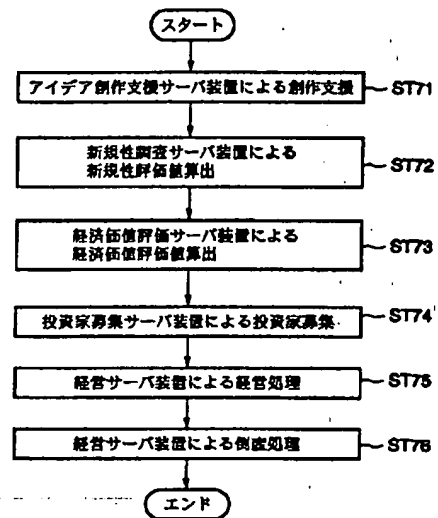 スタート
アイデア創作支援サーバ装置による創作支援
ST71
新規性調査サーバ装置による
新規性評価値算出
ST72
経済価値評価サーバ装置による
経済価値評価値算出
ST73
投資家募集サーバ装置による投資家募集
ST74
経営サーバ装置による経営処理
ST75
経営サーバ装置による倒産処理
ST76
エンド